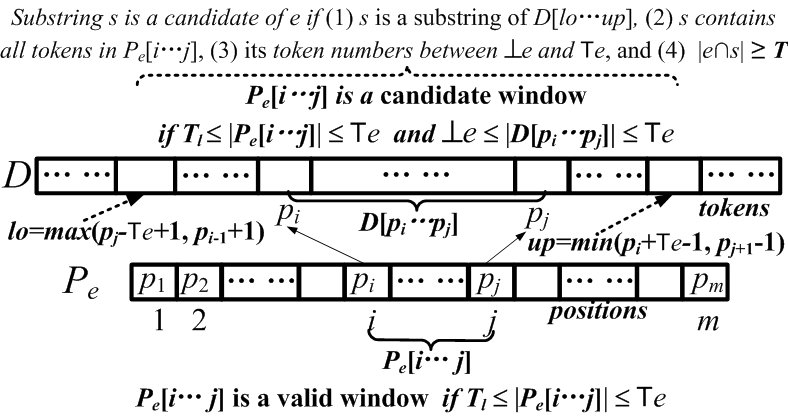 Substring s is a candidate of e if (1) s is a substring of D[lo⋯up], (2) s contains
all tokens in Pe[i⋯j], (3) its token numbers between ⊥e and ⊤e, and (4) |e∩s| ≥ T
Pe[i⋯j] is a candidate window
if Tl ≤ |Pe[i⋯j]| ≤ ⊤e and ⊥e ≤ |D[pi⋯pj]| ≤ ⊤e
D ⋯ ⋯ ⋯ ⋯ ⋯ ⋯ ⋯ ⋯ ⋯ ⋯
pi D[pi⋯pj] pj tokens
lo=max(pj-⊤e+1, pi-1+1) up=min(pi+⊤e-1, pj+1-1)
Pe p1 p2 ⋯ ⋯ pi ⋯ ⋯ pj ⋯ ⋯ pm
1 2 i j positions m
Pe[i⋯ j]
Pe[i⋯ j] is a valid window if Tl ≤ |Pe[i⋯j]| ≤ ⊤e